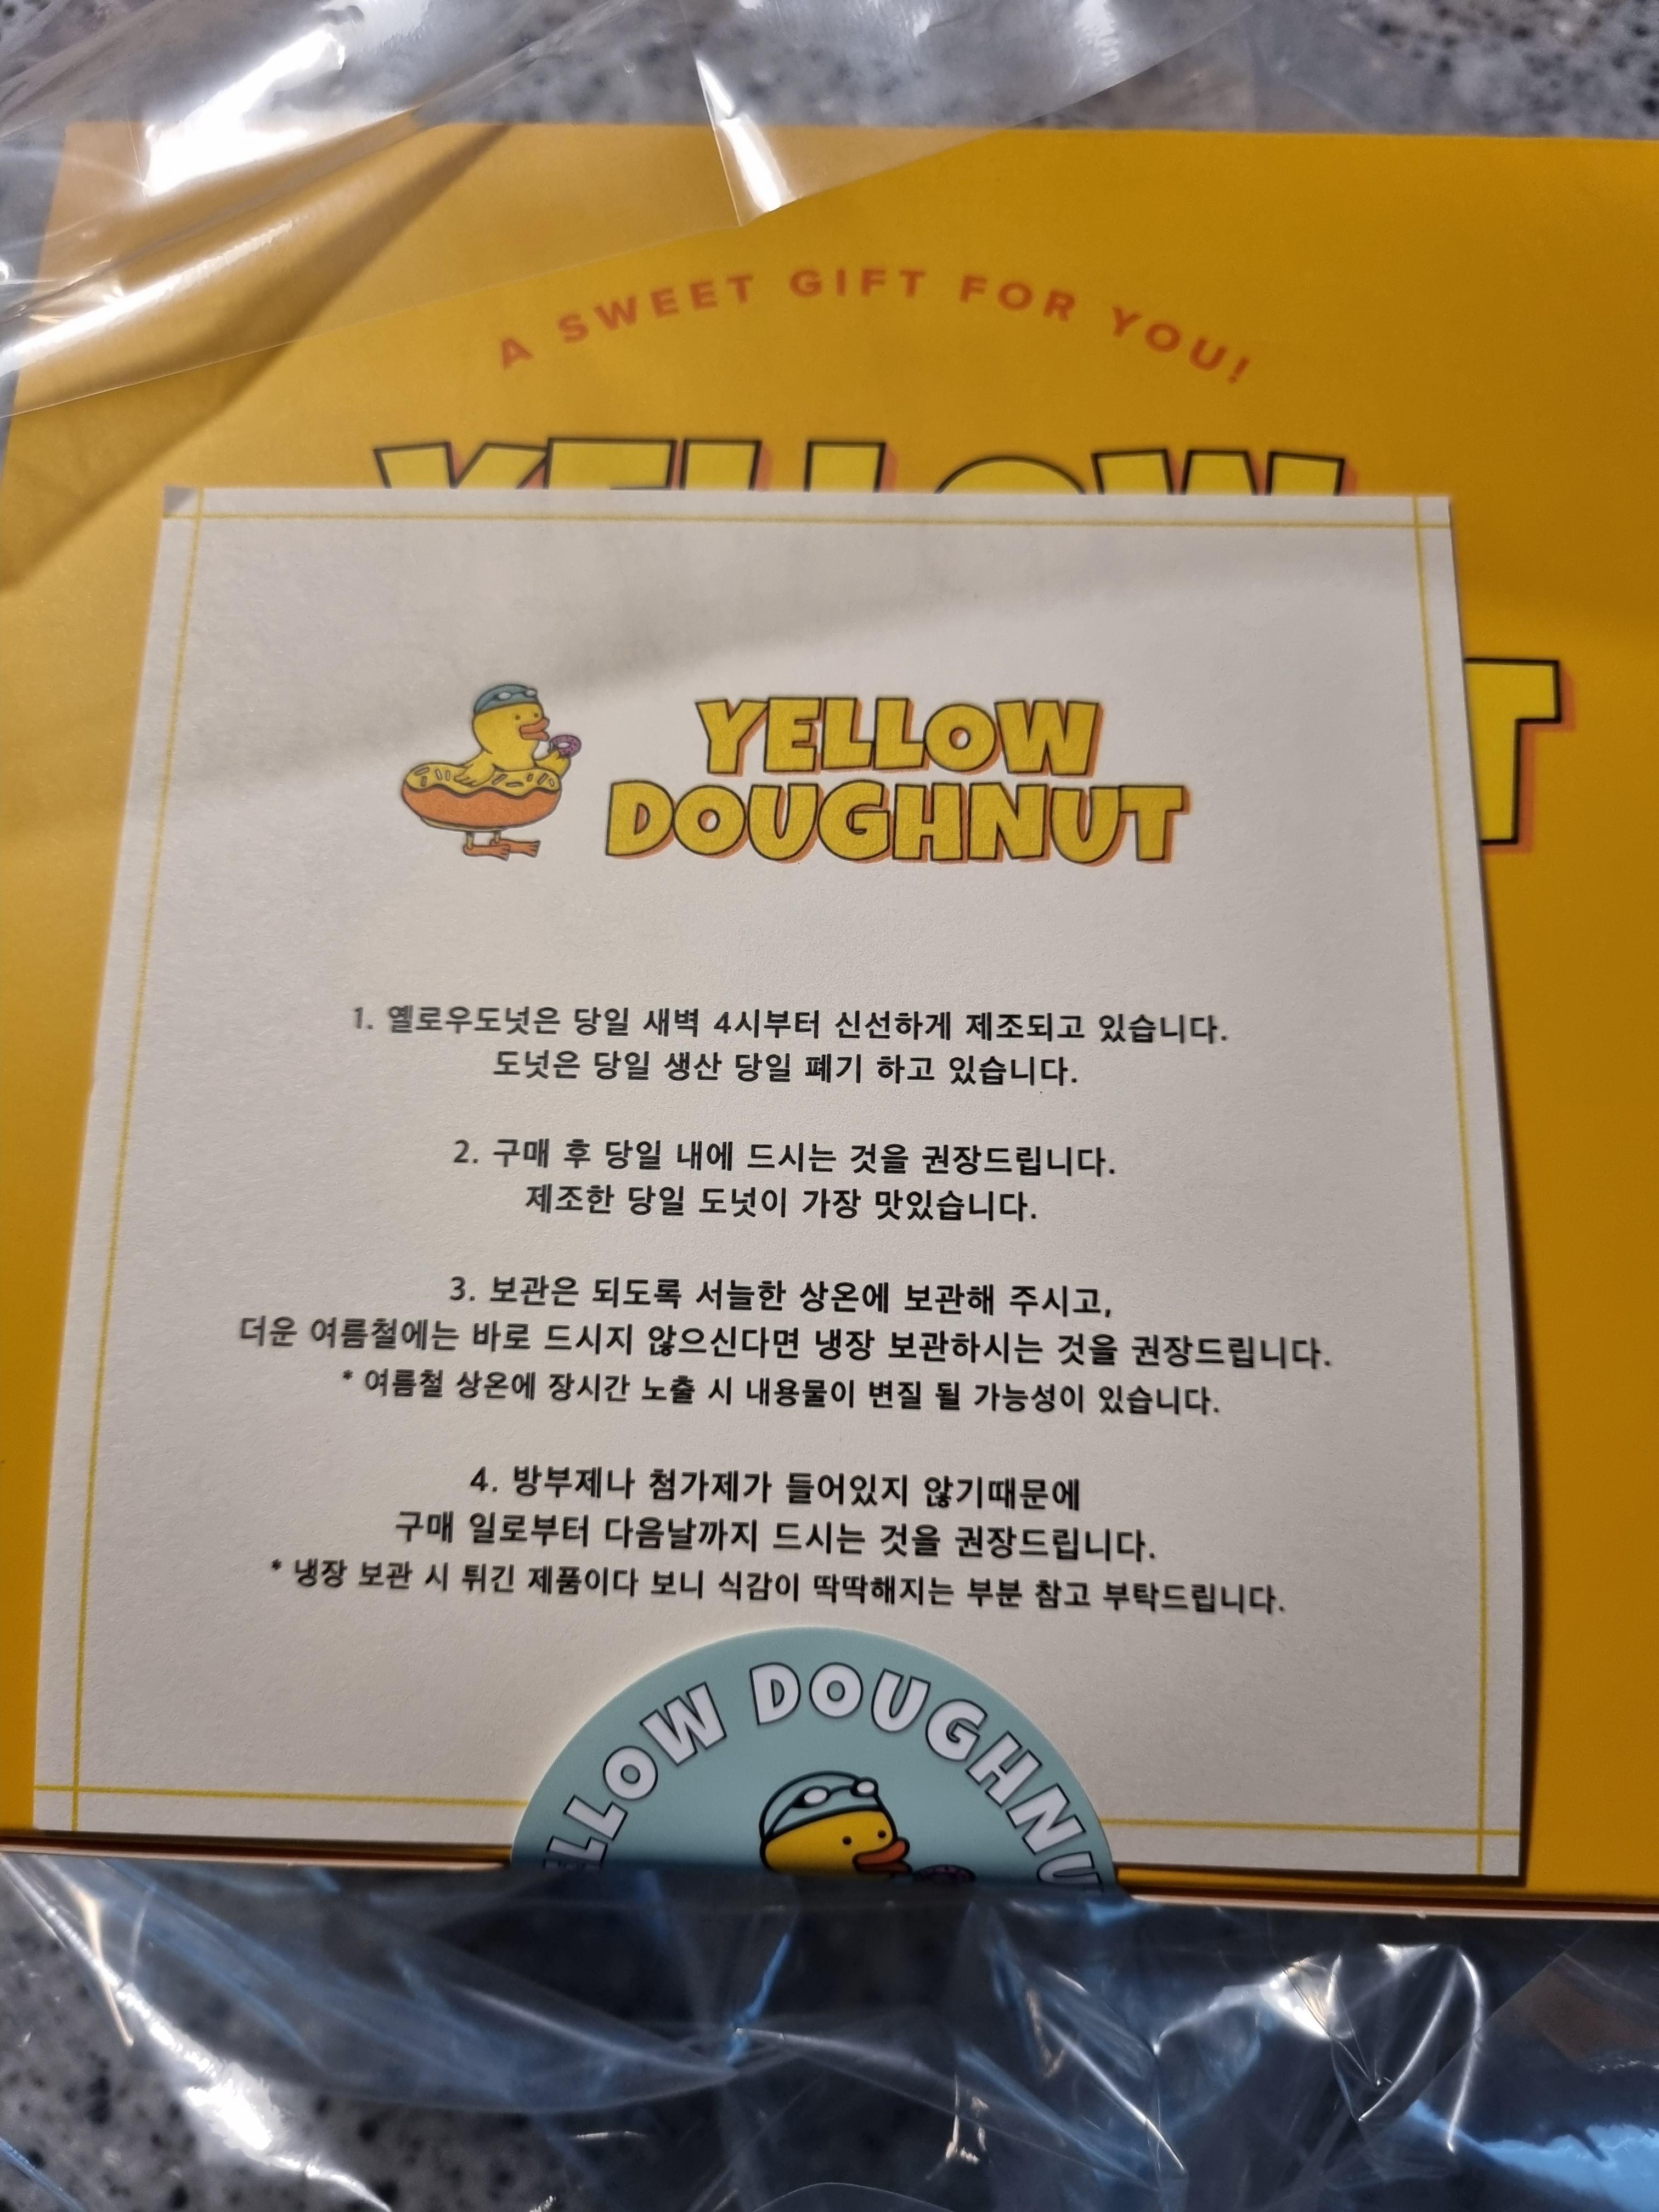 A SWEET GIFT FOR YOU!
YELLOW
T
YELLOW
DOUGHNUT
1. 옐로우도넛은 당일 새벽 4시부터 신선하게 제조되고 있습니다.
도넛은 당일 생산 당일 폐기 하고 있습니다.
2. 구매 후 당일 내에 드시는 것을 권장드립니다.
제조한 당일 도넛이 가장 맛있습니다.
3. 보관은 되도록 서늘한 상온에 보관해 주시고,
더운 여름철에는 바로 드시지 않으신다면 냉장 보관하시는 것을 권장드립니다.
* 여름철 상온에 장시간 노출 시 내용물이 변질 될 가능성이 있습니다.
4. 방부제나 첨가제가 들어있지 않기때문에
구매 일로부터 다음날까지 드시는 것을 권장드립니다.
* 냉장 보관 시 튀긴 제품이다 보니 식감이 딱딱해지는 부분 참고 부탁드립니다.
ELLOW DOUGHNU